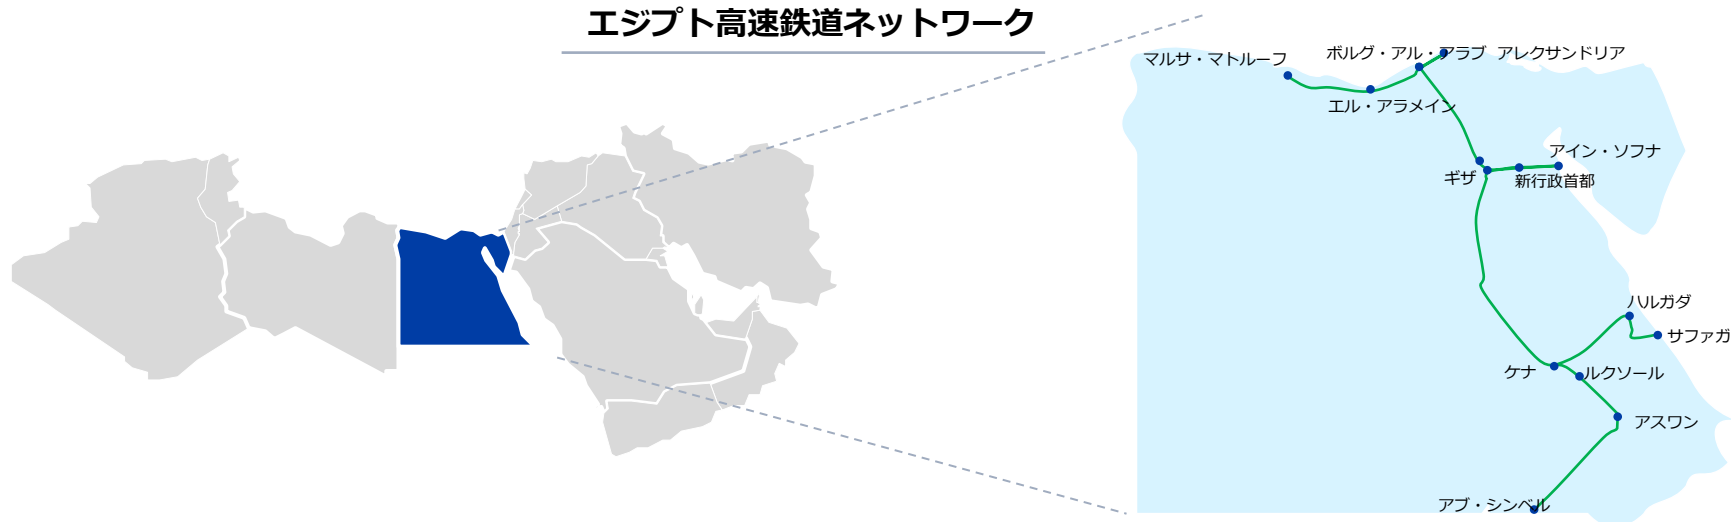 エジプト高速鉄道ネットワーク
マルサ・マトルーフ
ボルグ・アル・アラブ
アレクサンドリア
エル・アラメイン
アイン・ソフナ
ギザ
新行政首都
ハルガダ
サファガ
ケナ
ルクソール
アスワン
アブ・シンベル